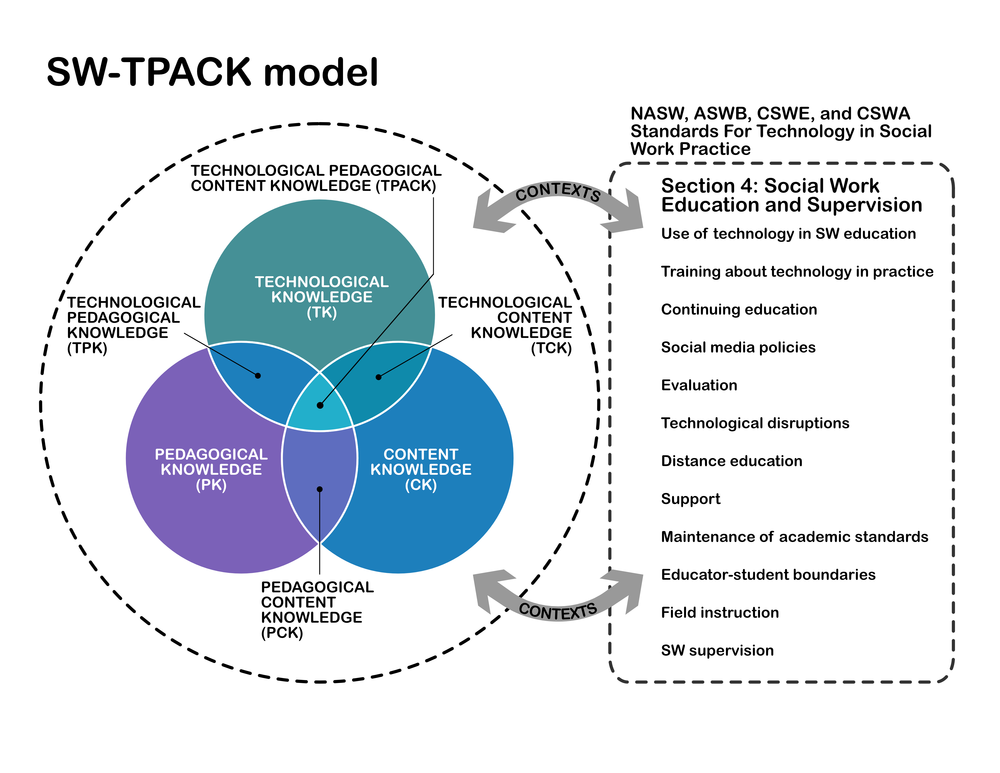 SW-TPACK model
NASW, ASWB, CSWE, and CSWA
Standards For Technology in Social
Work Practice
TECHNOLOGICAL PEDAGOGICAL
CONTENT KNOWLEDGE (TPACK)
CONTEXTS
TECHNOLOGICAL
KNOWLEDGE
(TK)
TECHNOLOGICAL
PEDAGOGICAL
KNOWLEDGE
(TPK)
TECHNOLOGICAL
CONTENT
KNOWLEDGE
(TCK)
PEDAGOGICAL
KNOWLEDGE
(PK)
CONTENT
KNOWLEDGE
(CK)
PEDAGOGICAL
CONTENT
KNOWLEDGE
(PCK)
CONTEXTS
Section 4: Social Work
Education and Supervision
Use of technology in SW education
Training about technology in practice
Continuing education
Social media policies
Evaluation
Technological disruptions
Distance education
Support
Maintenance of academic standards
Educator-student boundaries
Field instruction
SW supervision